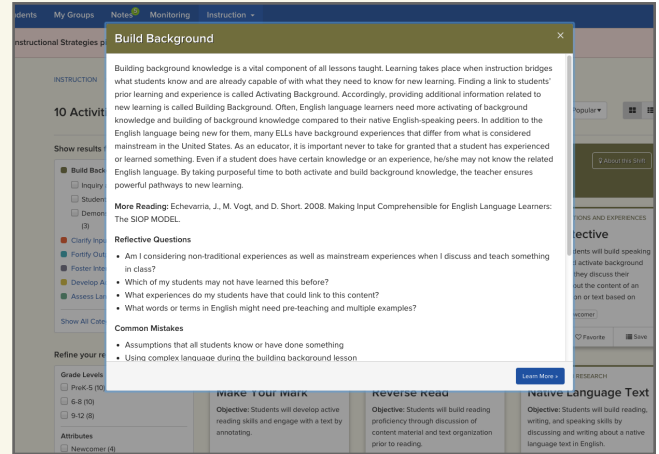 udents My Groups Notes Monitoring Instruction
nstructional Strategies p
Build Background ×
Building background knowledge is a vital component of all lessons taught. Learning takes place when instruction bridges
what students know and are already capable of with what they need to know for new learning. Finding a link to students'
prior learning and experience is called Activating Background. Accordingly, providing additional information related to
new learning is called Building Background. Often, English language learners need more activating of background
knowledge and building of background knowledge compared to their native English-speaking peers. In addition to the
English language being new for them, many ELLs have background experiences that differ from what is considered
mainstream in the United States. As an educator, it is important never to take for granted that a student has experienced
or learned something. Even if a student does have certain knowledge or an experience, he/she may not know the related
English language. By taking purposeful time to both activate and build background knowledge, the teacher ensures
powerful pathways to new learning.
More Reading: Echevarria, J., M. Vogt, and D. Short. 2008. Making Input Comprehensible for English Language Learners:
The SIOP MODEL.
Reflective Questions
• Am I considering non-traditional experiences as well as mainstream experiences when I discuss and teach something
in class?
• Which of my students may not have learned this before?
• What experiences do my students have that could link to this content?
• What words or terms in English might need pre-teaching and multiple examples?
Common Mistakes
• Assumptions that all students know or have done something
• Using complex language during the building background lesson
Learn More »
INSTRUCTION
10 Activiti
Popular
Show results
Build Back
Inquiry
Student
Demon
(3)
Clarify Inpu
Fortify Out
Foster Inte
Develop A
Assess Lan
Show All Cate
Refine your re
Grade Levels
PreK-5 (10)
6-8 (10)
9-12 (8)
Attributes
Newcomer (4)
About this Shift
TIONS AND EXPERIENCES
tective
dents will build speaking
d activate background
they discuss their
out the content of an
on or text based on
wcomer
Favorite Save
RESEARCH
Make Your Mark
Objective: Students will develop active
reading skills and engage with a text by
annotating.
Reverse Read
Objective: Students will build reading
proficiency through discussion of
content material and text organization
prior to reading.
Native Language Text
Objective: Students will build reading,
writing, and speaking skills by
discussing and writing about a native
language text in English.